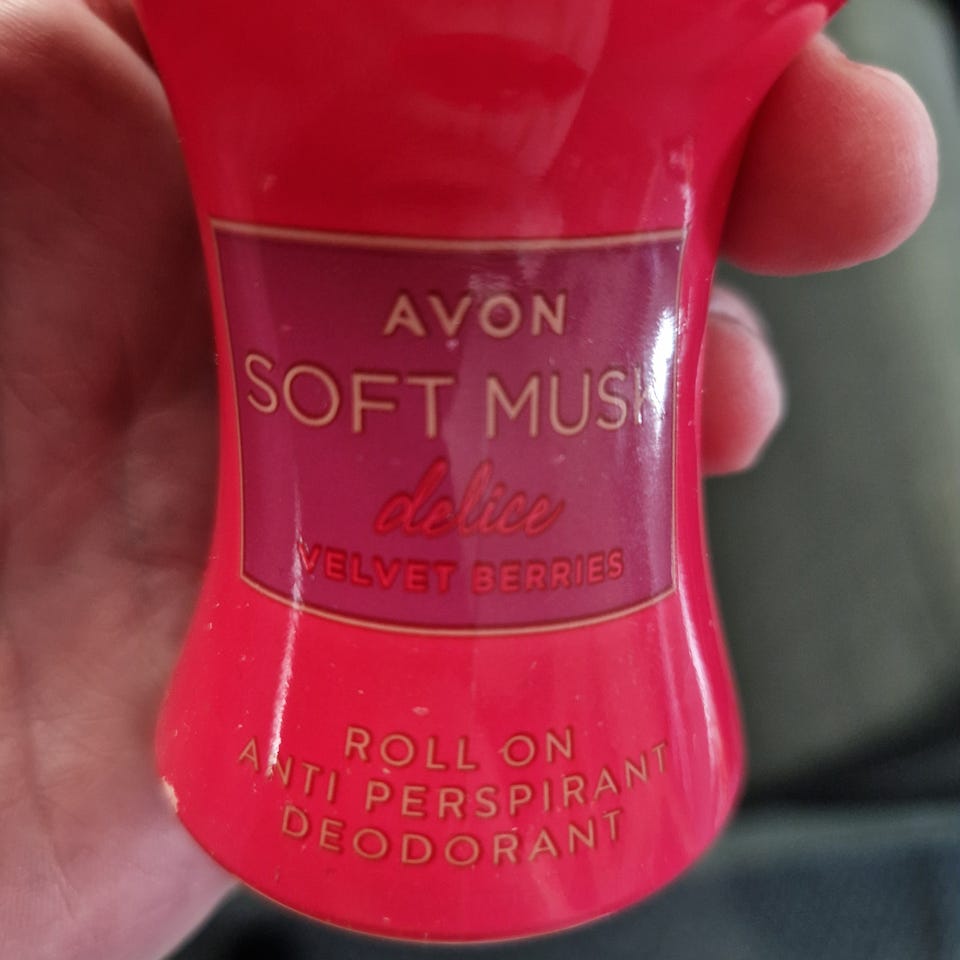 AVON
SOFT MUSK
delice
VELVET BERRIES
ROLL ON
ANTI PERSPIRANT
DEODORANT